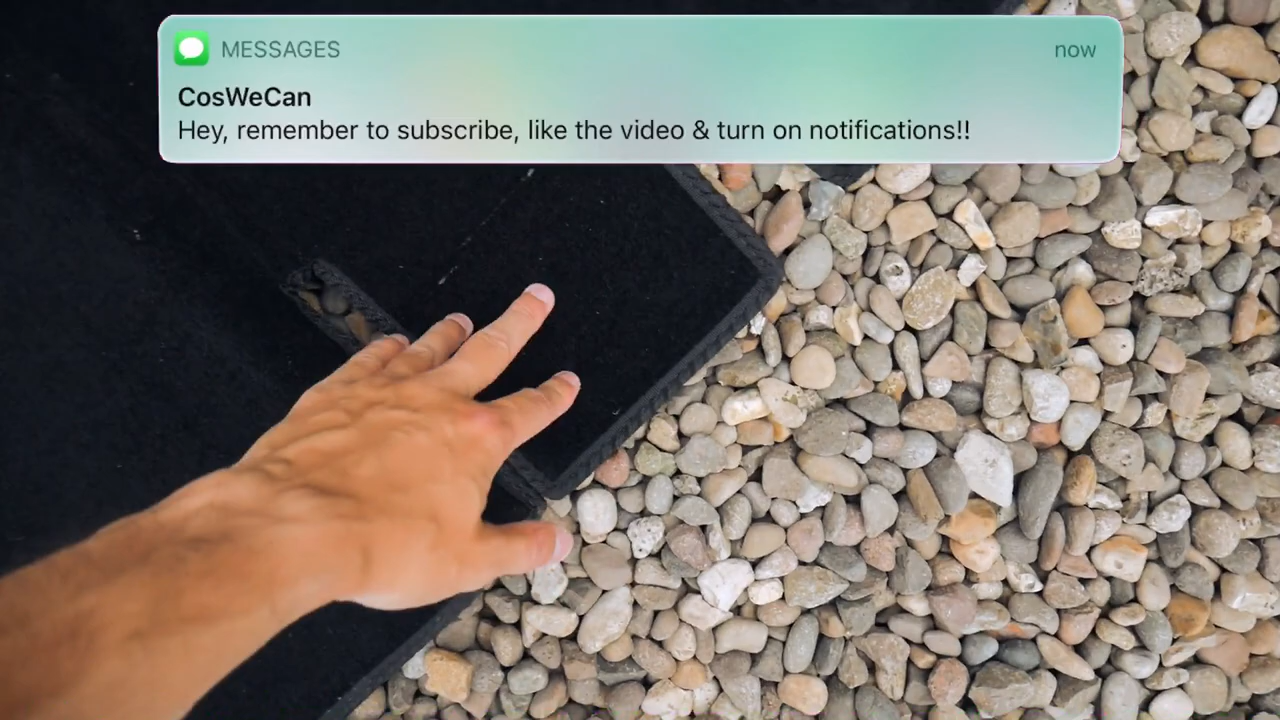 MESSAGES
now
CosWeCan
Hey, remember to subscribe, like the video & turn on notifications!!